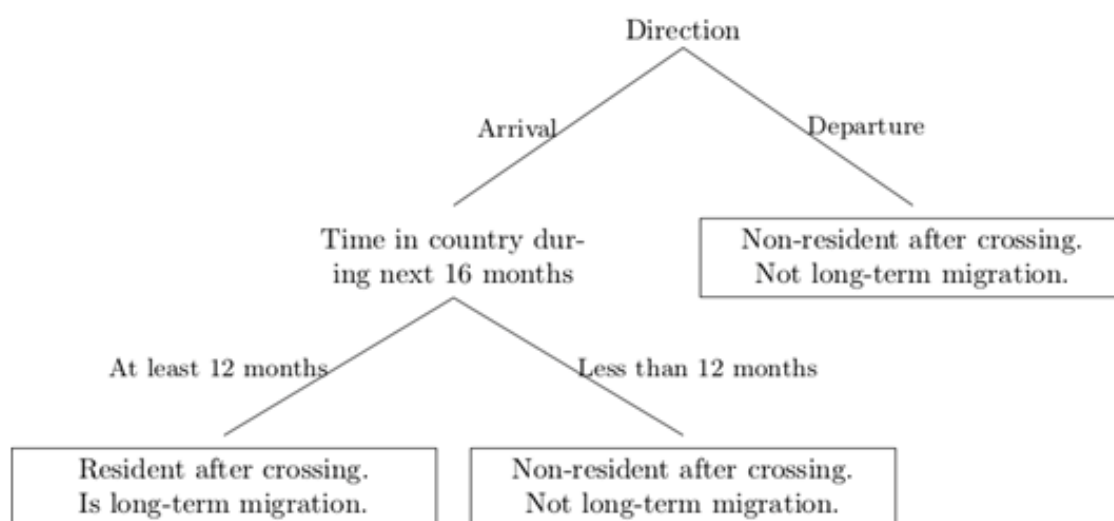 Direction
Arrival
Departure
Time in country dur-
ing next 16 months
Non-resident after crossing.
Not long-term migration.
At least 12 months
Less than 12 months
Resident after crossing.
Is long-term migration.
Non-resident after crossing.
Not long-term migration.